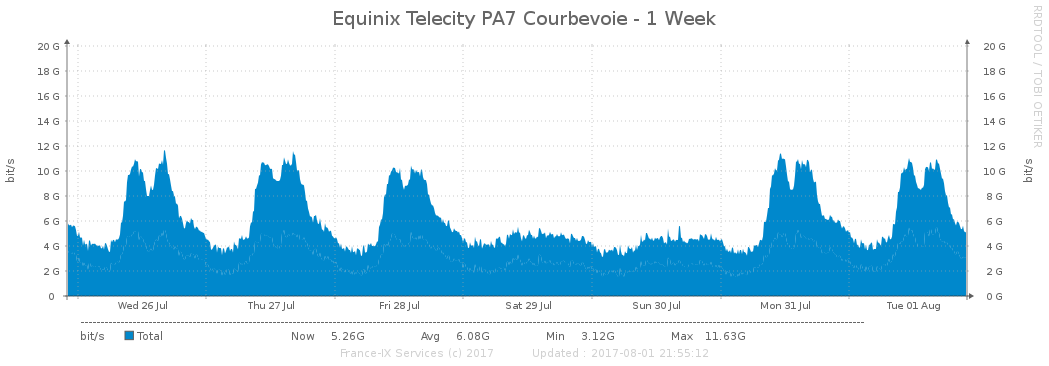 Equinix Telecity PA7 Courbevoie - 1 Week
RRDTOOL / TOBI OETIKER
bit/s
20 G 20 G
18 G 18 G
16 G 16 G
14 G 14 G
12 G 12 G
10 G 10 G
8 G 8 G
6 G 6 G
4 G 4 G
2 G 2 G
0 0 G
bit/s
Wed 26 Jul Thu 27 Jul Fri 28 Jul Sat 29 Jul Sun 30 Jul Mon 31 Jul Tue 01 Aug
bit/s Total Now 5.26G Avg 6.08G Min 3.12G Max 11.63G
France-IX Services (c) 2017 Updated : 2017-08-01 21:55:12